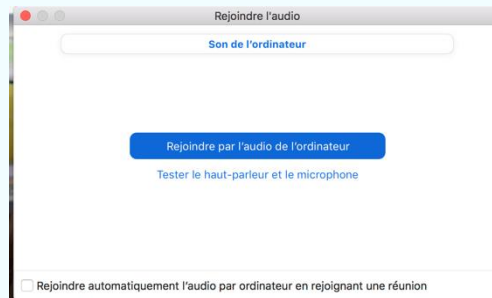 Rejoindre l'audio
Son de l'ordinateur
Rejoindre par l'audio de l'ordinateur
Tester le haut-parleur et le microphone
Rejoindre automatiquement l'audio par ordinateur en rejoignant une réunion